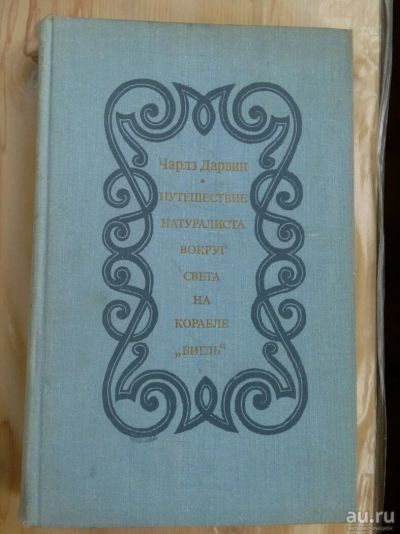 Чарлз Дарвин
ПУТЕШЕСТВИЕ
НАТУРАЛИСТА
ВОКРУГ
СВЕТА
НА
КОРАБЛЕ
„БИГЛЬ“
au.ru